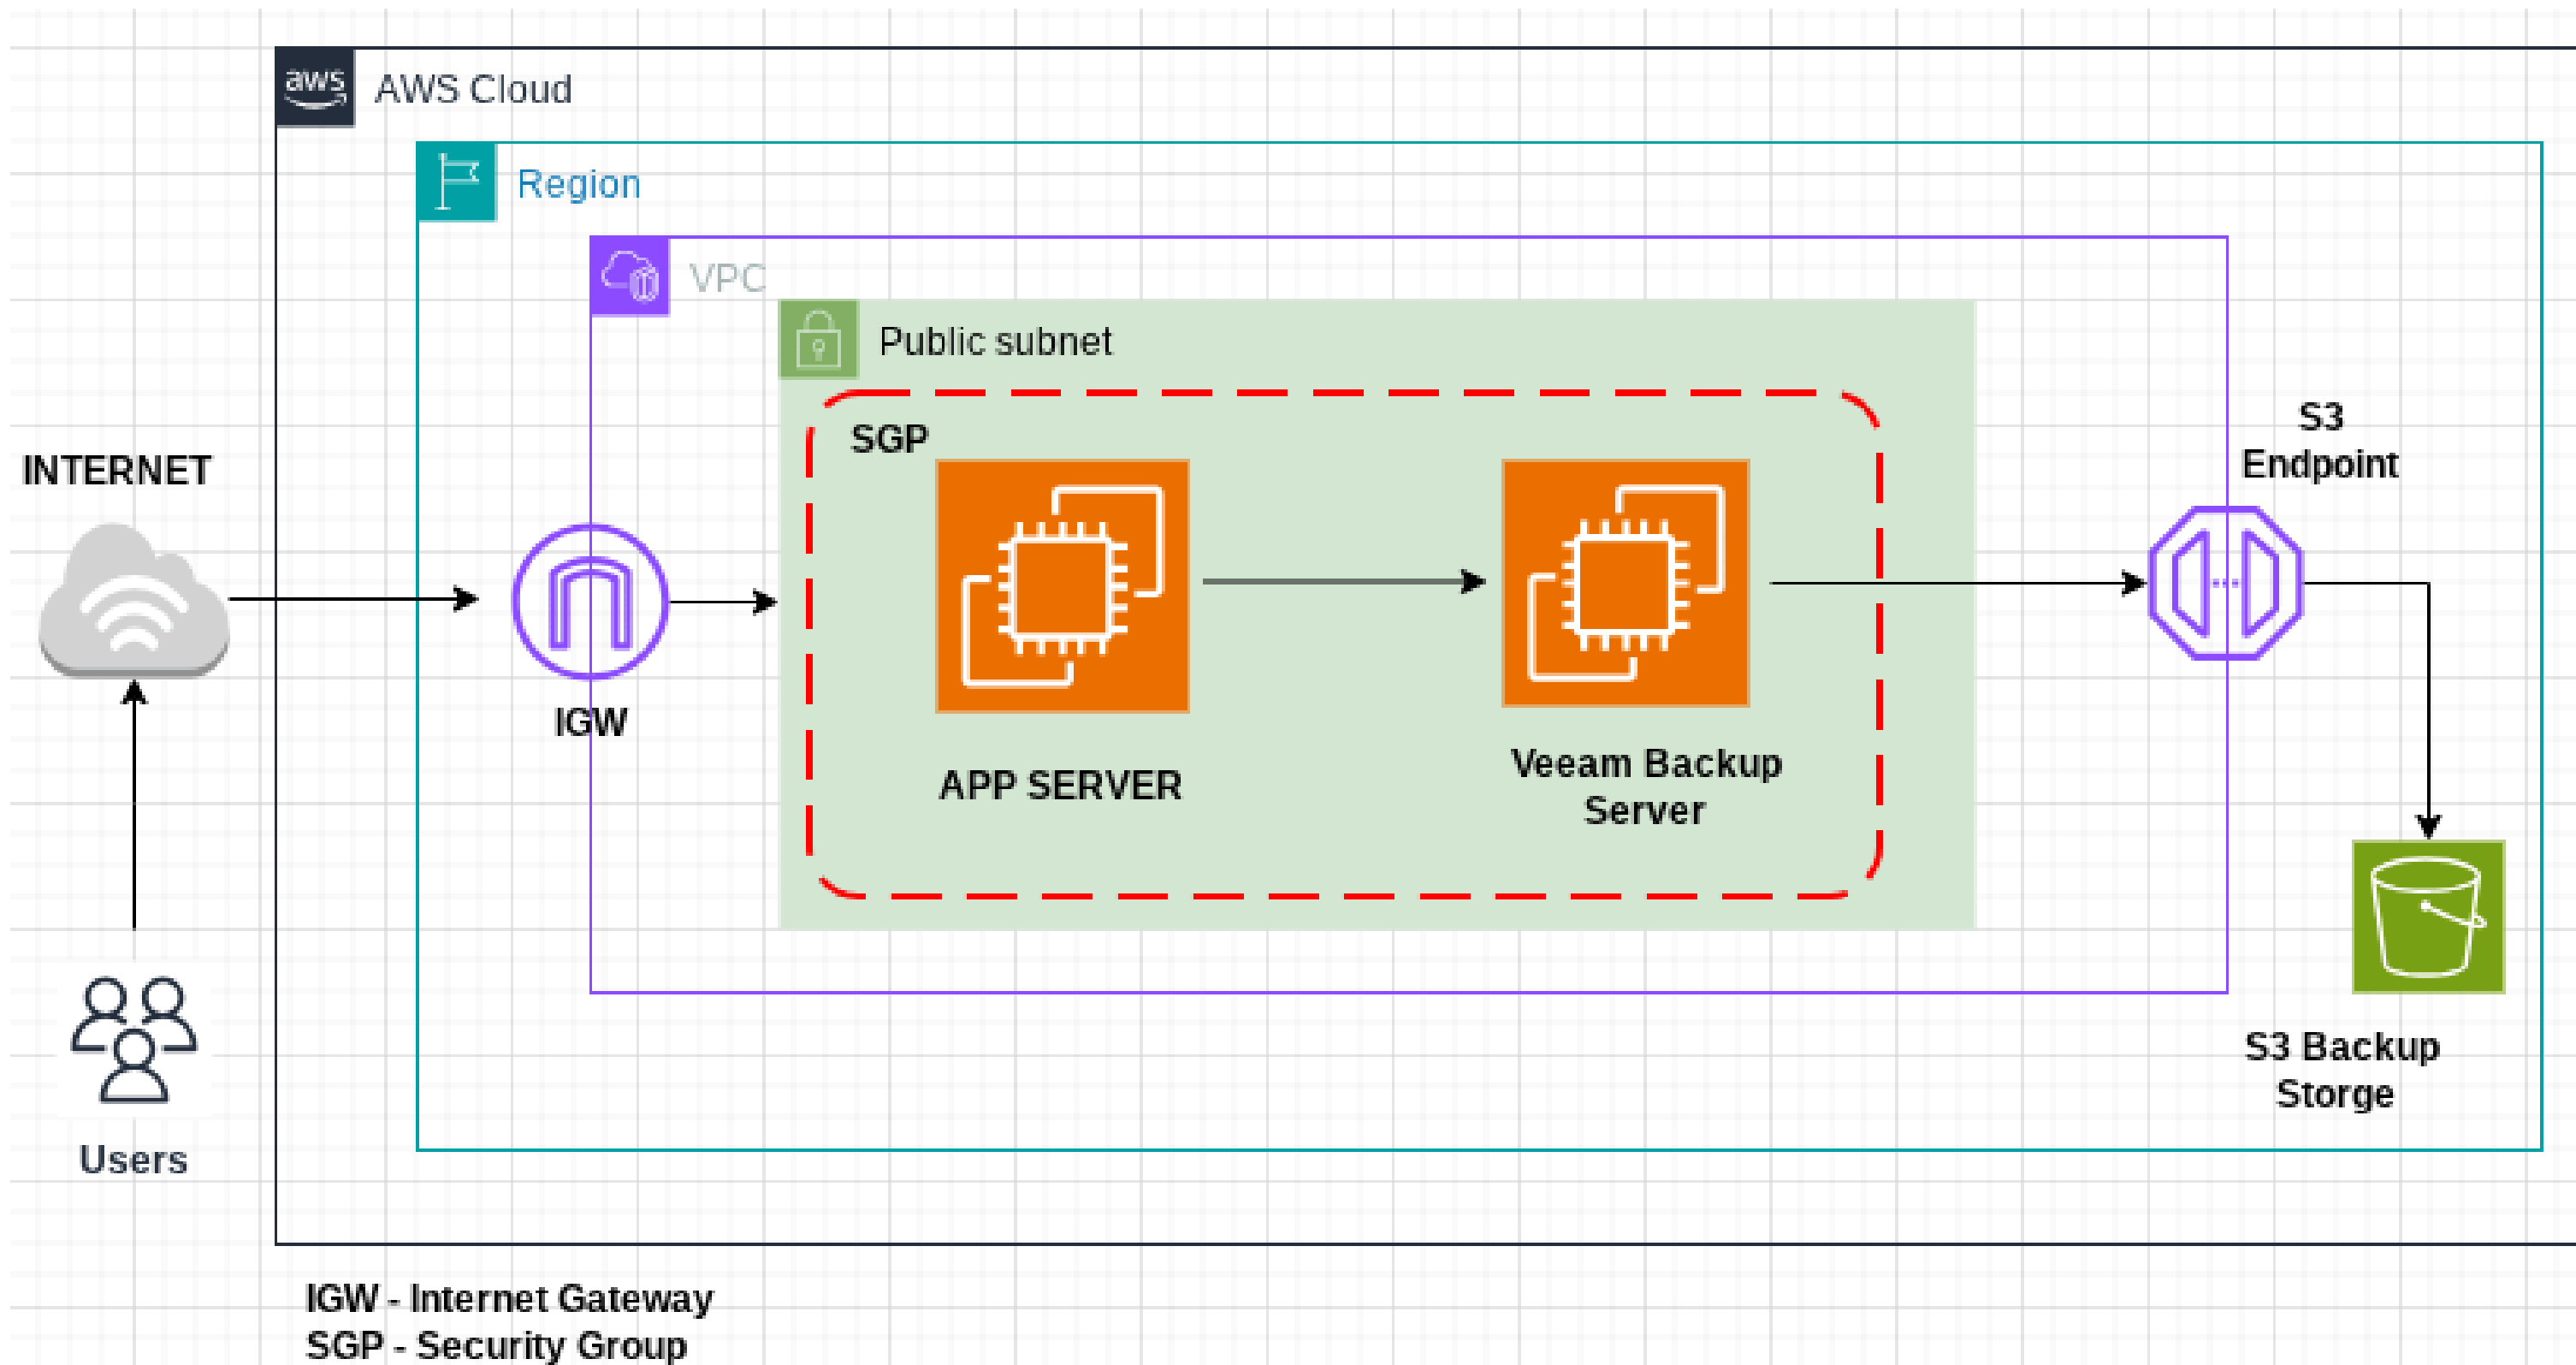 aws
AWS Cloud
Region
VPC
Public subnet
SGP
S3
Endpoint
INTERNET
IGW
APP SERVER
Veeam Backup
Server
S3 Backup
Storge
Users
IGW - Internet Gateway
SGP - Security Group